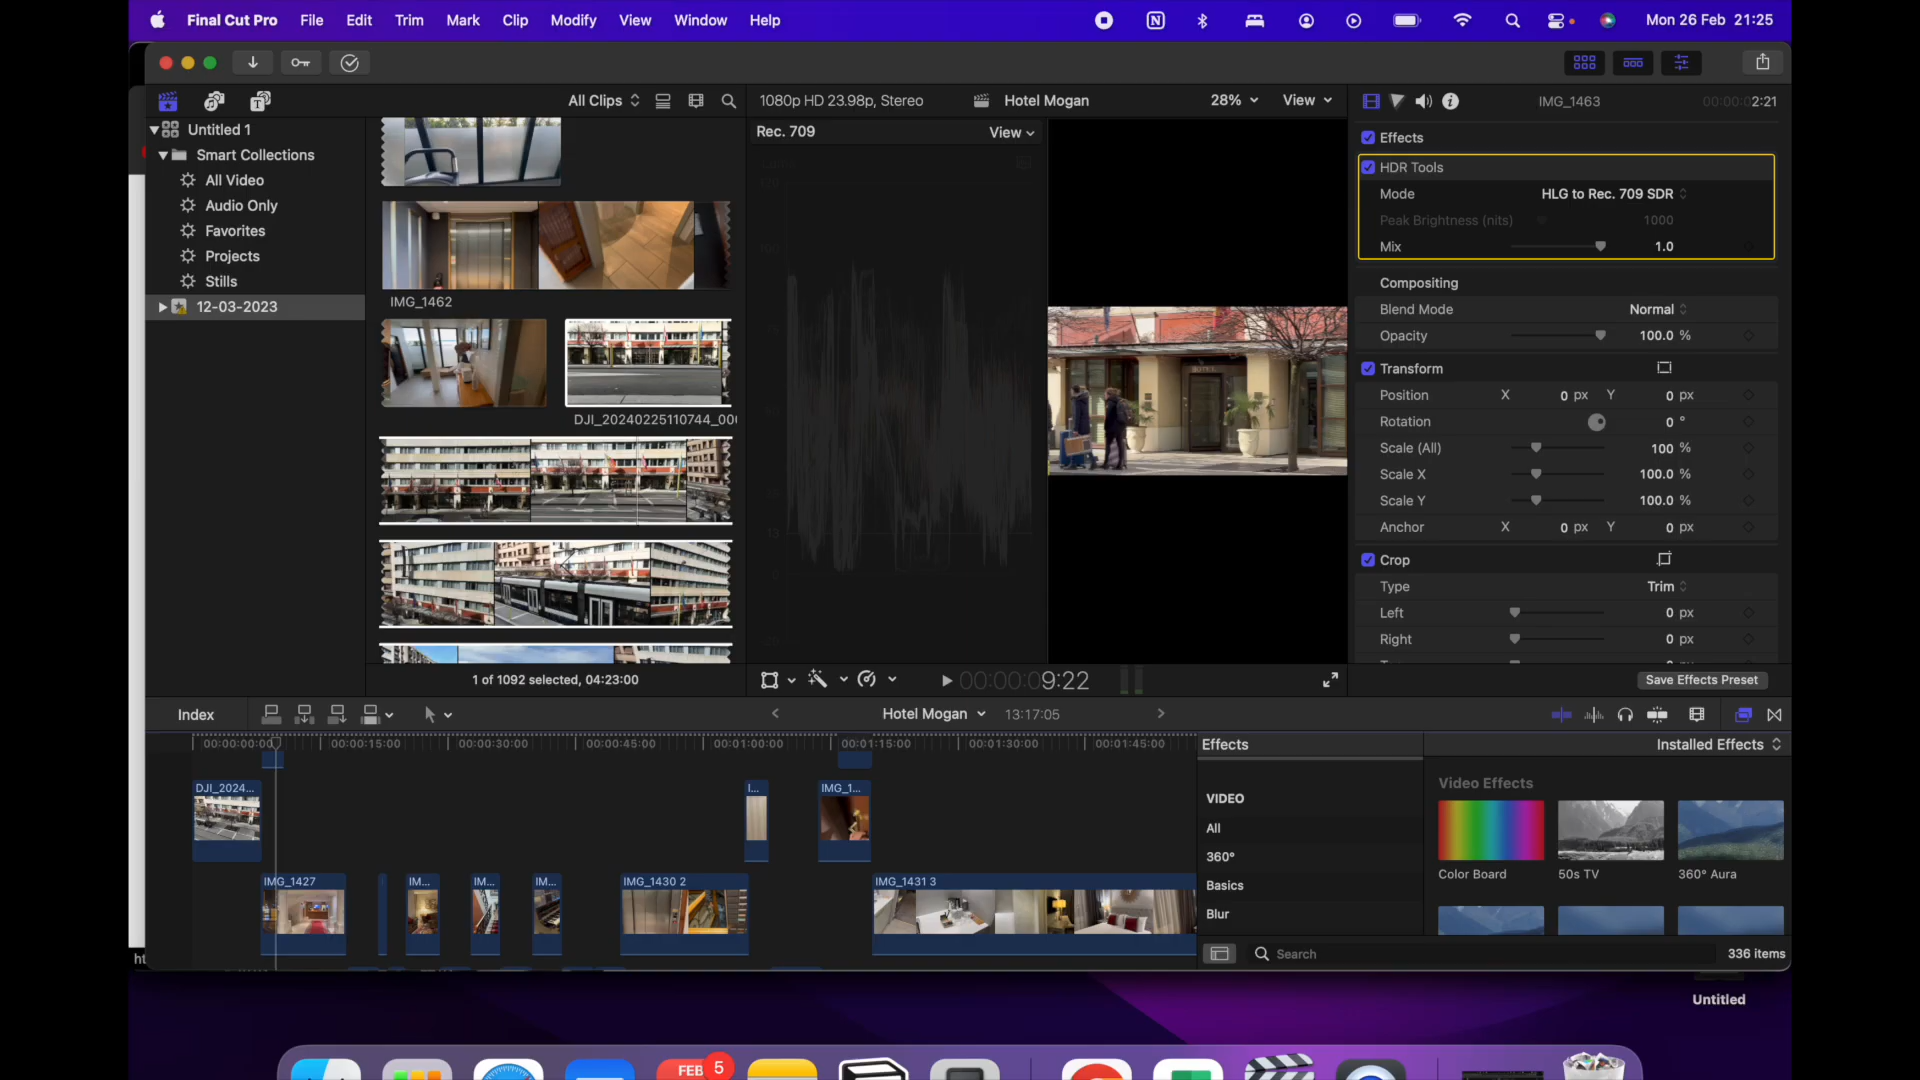 Final Cut Pro File Edit Trim Mark Clip Modify View Window Help Mon 26 Feb 21:25
All Clips 1080p HD 23.98p, Stereo Hotel Mogan 28% View IMG_1463 00:00:02:21
Untitled 1
Smart Collections
All Video
Audio Only
Favorites
Projects
Stills
12-03-2023
IMG_1462
DJI_20240225110744_00
1 of 1092 selected, 04:23:00
Rec. 709 View
HOTEL
00:00:09:22
Effects
HDR Tools
Mode HLG to Rec. 709 SDR
Peak Brightness (nits) 1000
Mix 1.0
Compositing
Blend Mode Normal
Opacity 100.0 %
Transform
Position X 0 px Y 0 px
Rotation 0 °
Scale (All) 100 %
Scale X 100.0 %
Scale Y 100.0 %
Anchor X 0 px Y 0 px
Crop
Type Trim
Left 0 px
Right 0 px
Save Effects Preset
Index Hotel Mogan 13:17:05
00:00:00:00 00:00:15:00 00:00:30:00 00:00:45:00 00:01:00:00 00:01:15:00 00:01:30:00 00:01:45:00
DJI_2024... I... IMG_1...
IMG_1427 IM... IM... IM... IMG_1430 2 IMG_1431 3
Effects Installed Effects
VIDEO
All
360°
Basics
Blur
Video Effects
Color Board 50s TV 360° Aura
Search 336 items
Untitled
FEB 5